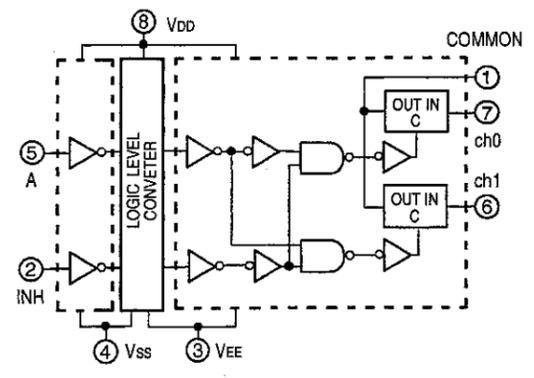 8 VDD
COMMON
1
OUT IN
C
7
ch0
5
A
LOGIC LEVEL
CONVETER
ch1
OUT IN
C
6
2
INH
4 VSS
3 VEE